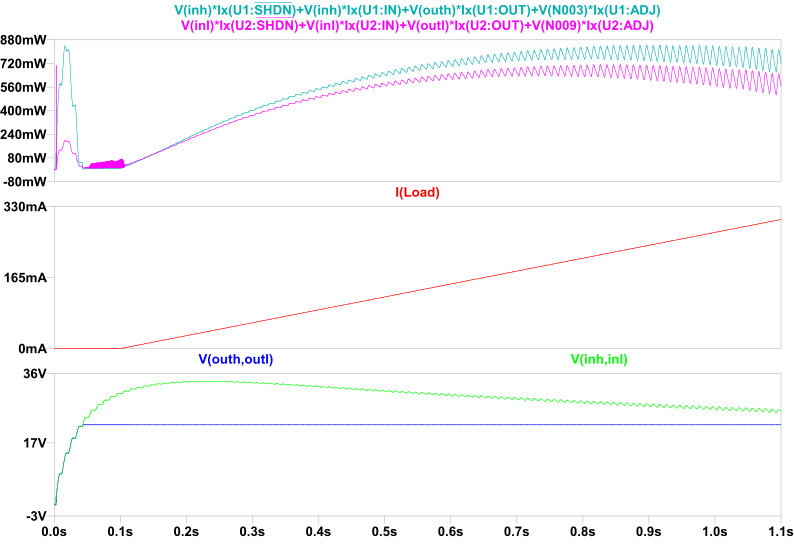 V(inh)*Ix(U1:SHDN)+V(inh)*Ix(U1:IN)+V(outh)*Ix(U1:OUT)+V(N003)*Ix(U1:ADJ)
V(inl)*Ix(U2:SHDN)+V(inl)*Ix(U2:IN)+V(outl)*Ix(U2:OUT)+V(N009)*Ix(U2:ADJ)
880mW
720mW
560mW
400mW
240mW
80mW
-80mW
I(Load)
330mA
165mA
0mA
V(outh,outl) V(inh,inl)
36V
17V
-3V
0.0s 0.1s 0.2s 0.3s 0.4s 0.5s 0.6s 0.7s 0.8s 0.9s 1.0s 1.1s